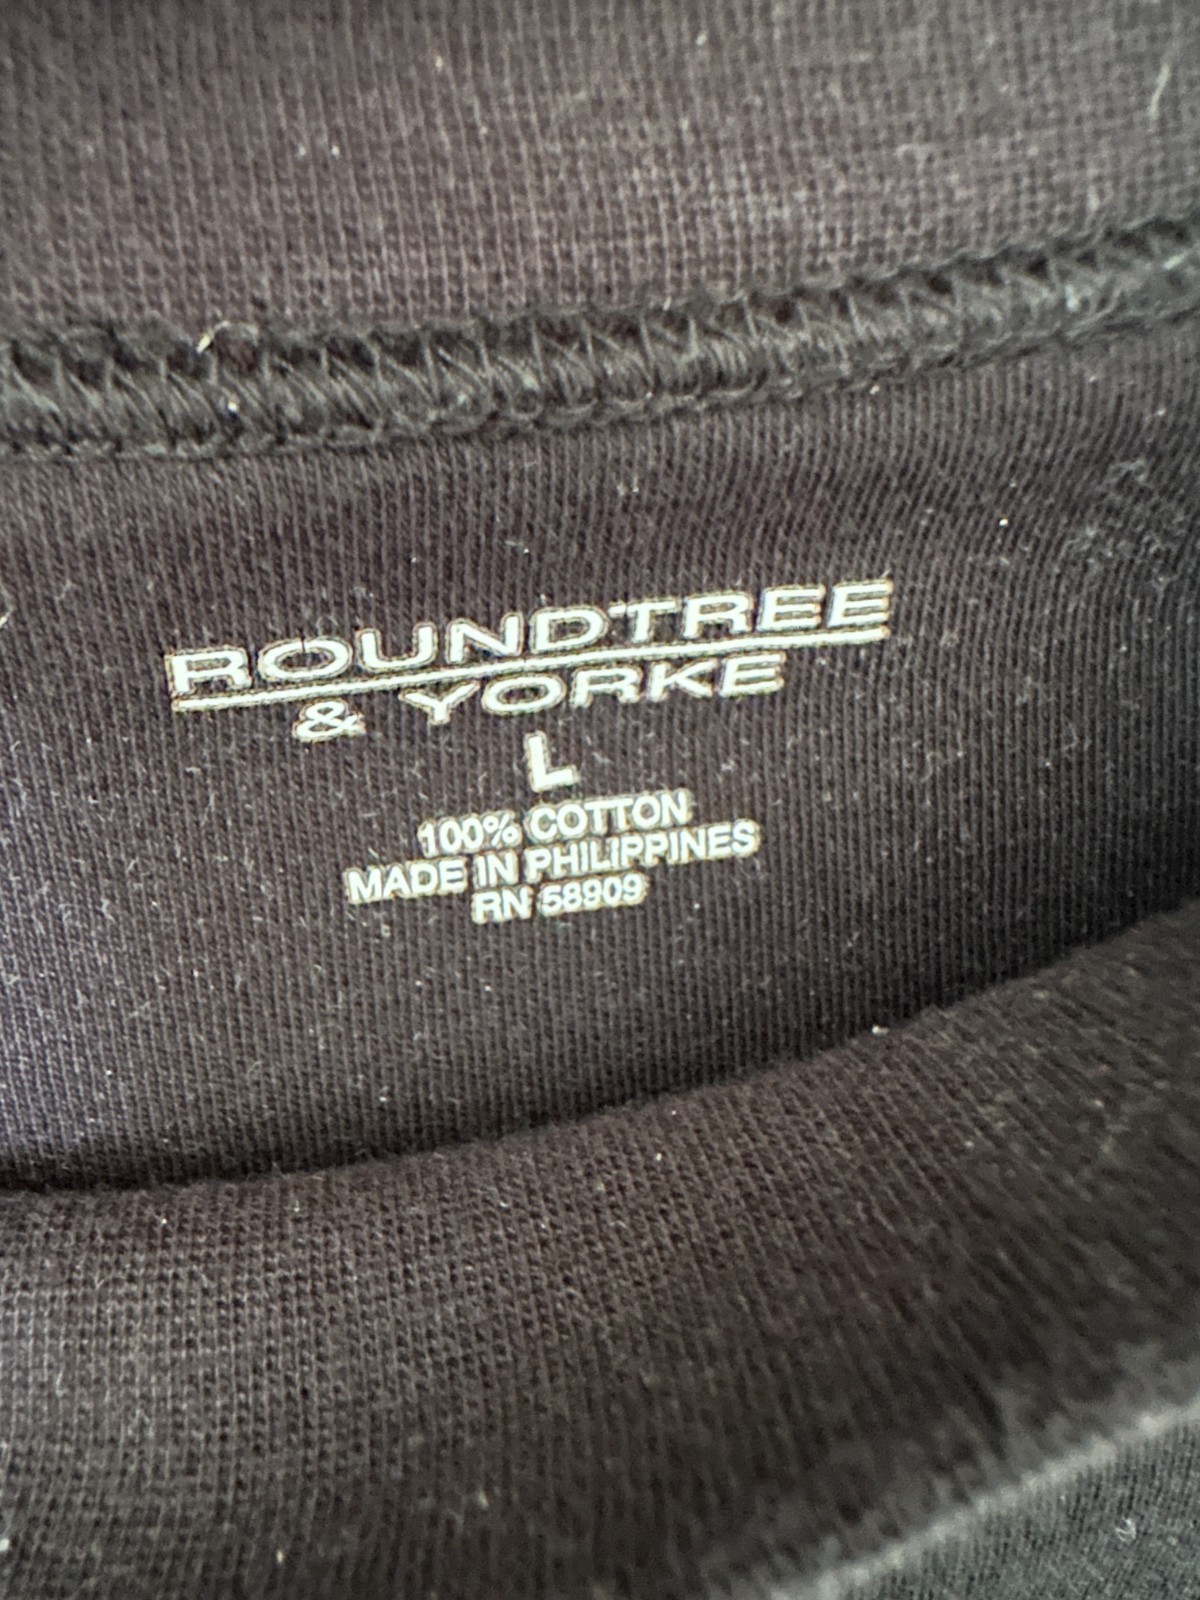 ROUNDTREE
& YORKE
L
100% COTTON
MADE IN PHILIPPINES
RN 58909